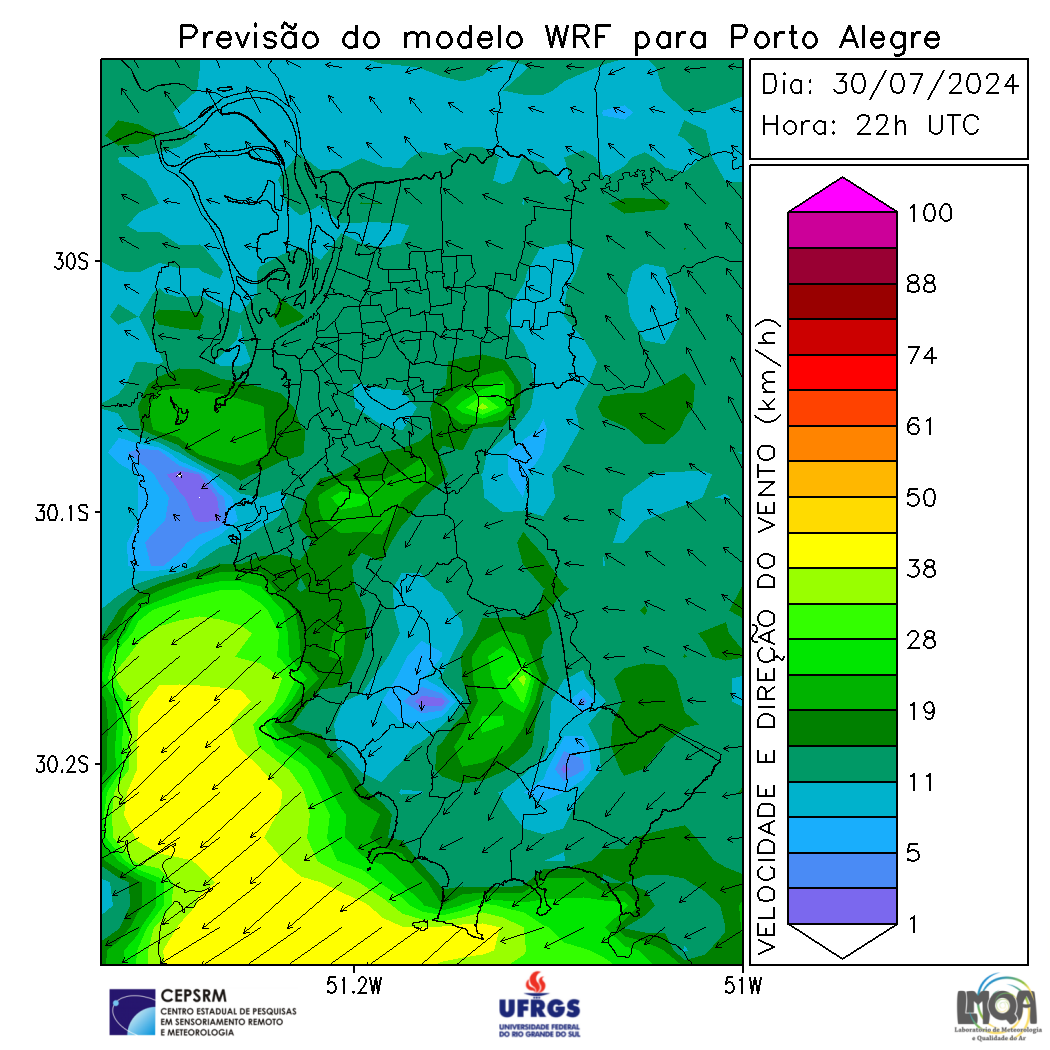 Previsão do modelo WRF para Porto Alegre
Dia: 30/07/2024
Hora: 22h UTC
30S
30.1S
30.2S
51.2W
51W
VELOCIDADE E DIREÇÃO DO VENTO (km/h)
100
88
74
61
50
38
28
19
11
5
1
CEPSRM
CENTRO ESTADUAL DE PESQUISAS
EM SENSORIAMENTO REMOTO
E METEOROLOGIA
UFRGS
UNIVERSIDADE FEDERAL
DO RIO GRANDE DO SUL
LMQA
Laboratório de Meteorologia
e Qualidade do Ar